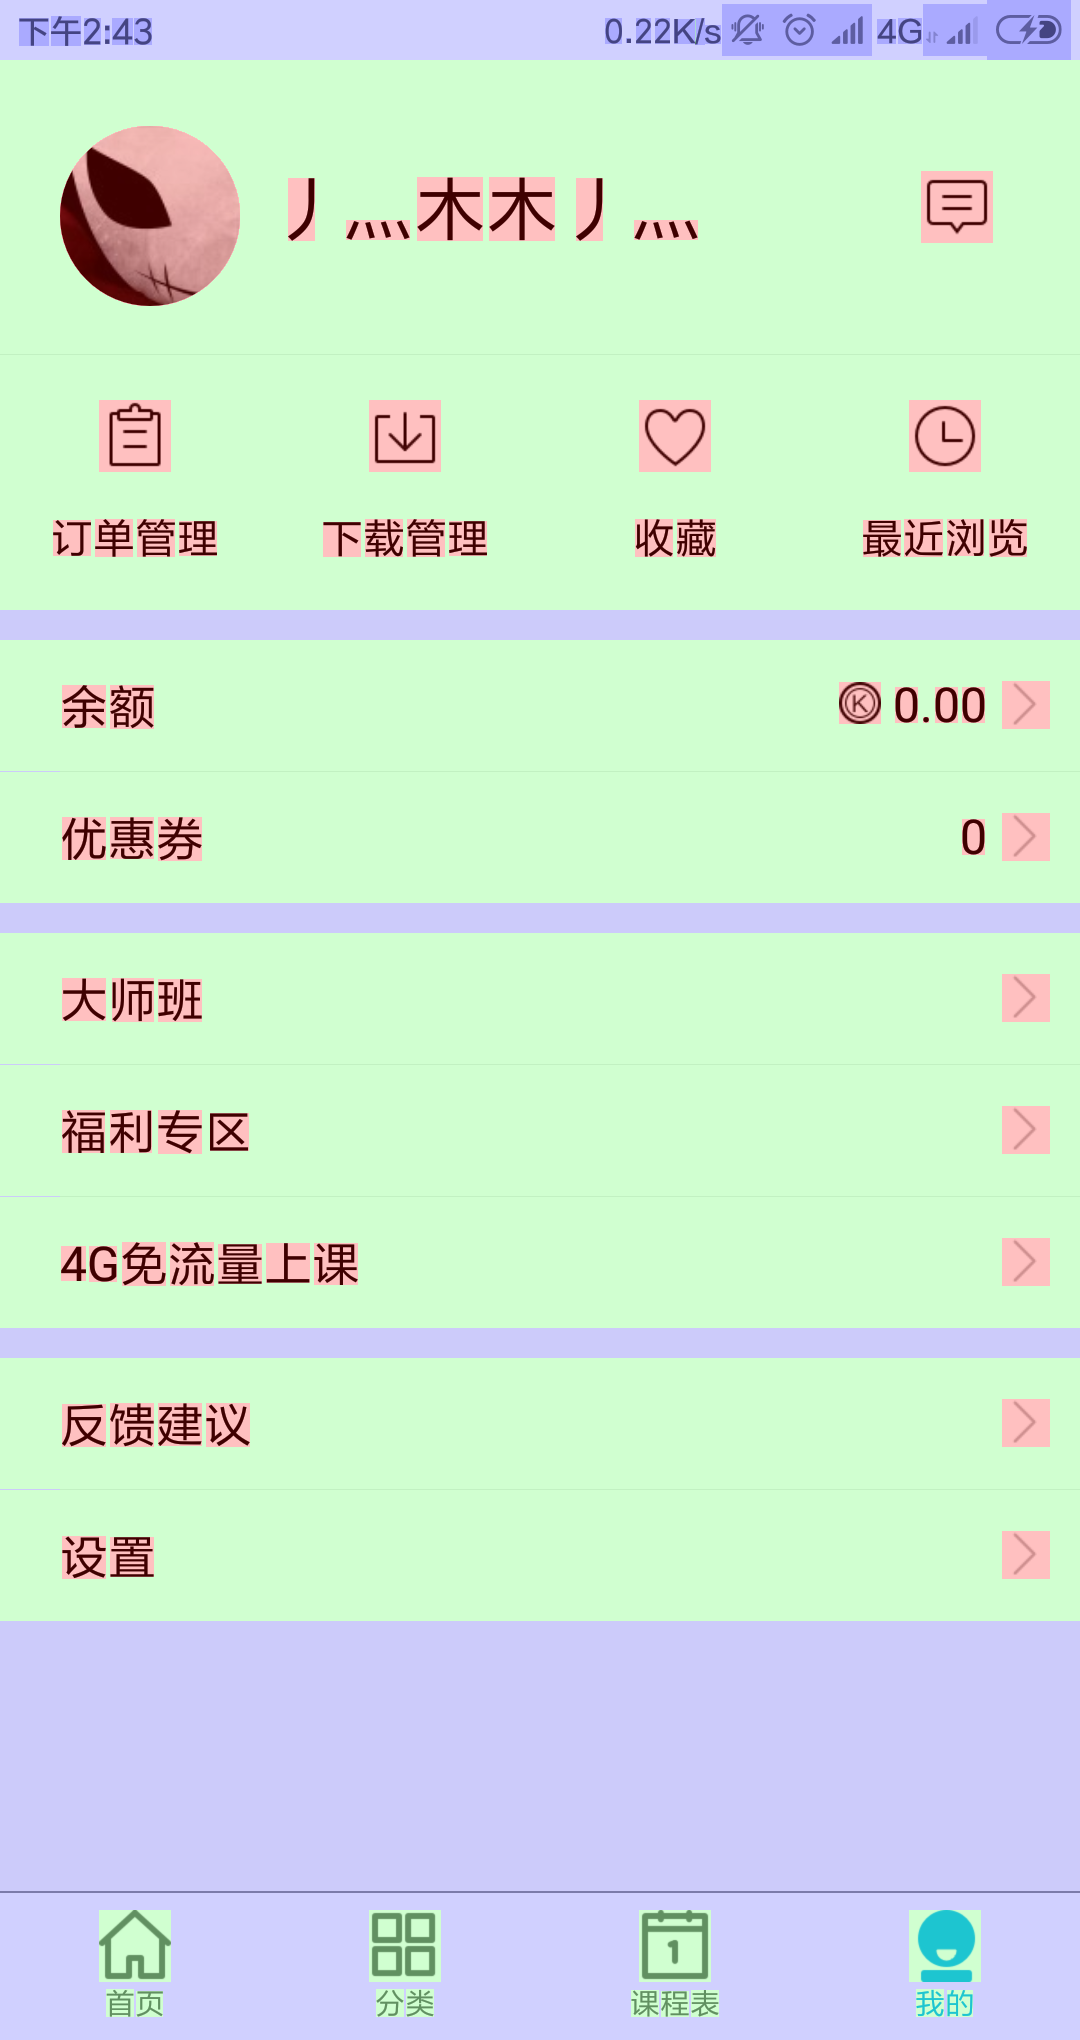 下午2:43 0.22K/s 4G
丿灬木木丿灬
订单管理 下载管理 收藏 最近浏览
余额 K 0.00
优惠券 0
大师班
福利专区
4G免流量上课
反馈建议
设置
1
首页 分类 课程表 我的